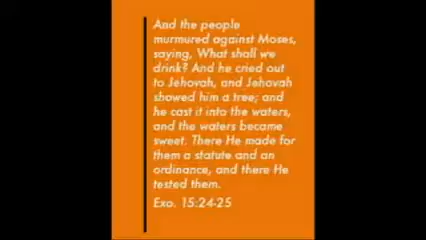 And the people
murmured against Moses,
saying, What shall we
drink? And he cried out
to Jehovah, and Jehovah
showed him a tree; and
he cast it into the waters,
and the waters became
sweet. There He made for
them a statute and an
ordinance, and there He
tested them.
Exo. 15:24-25